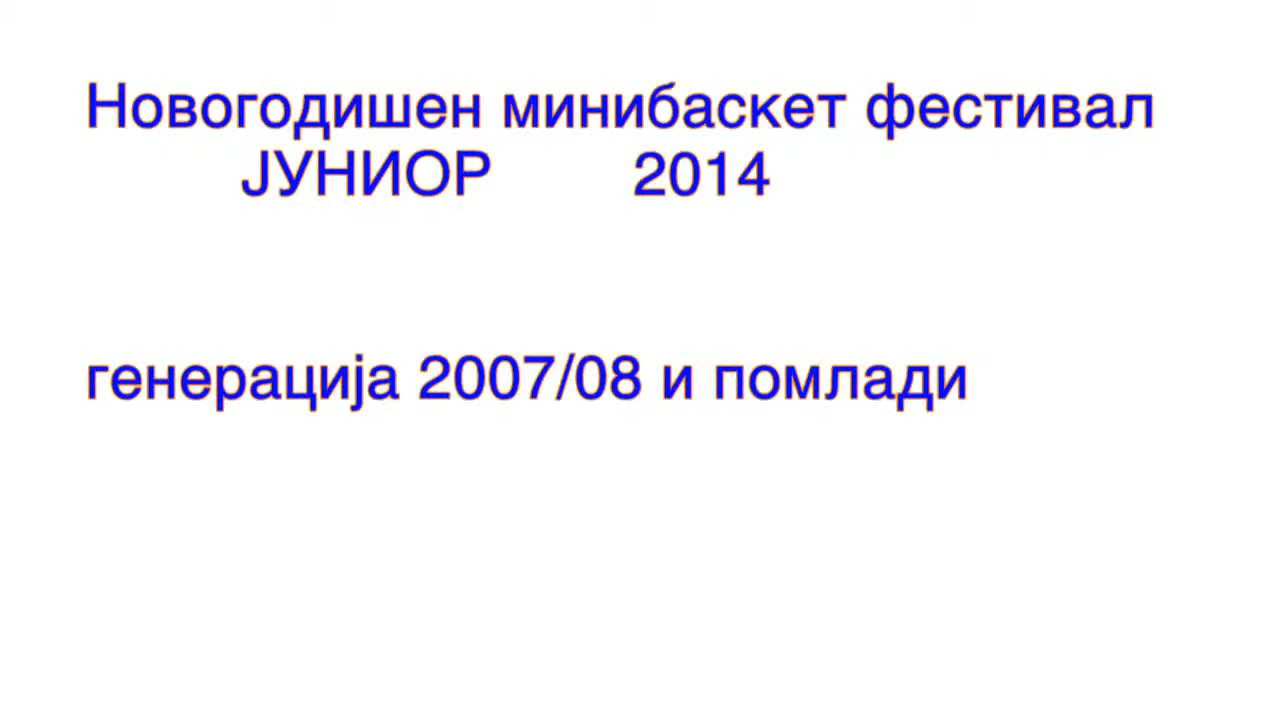 Новогодишен минибаскет фестивал
ЈУНИОР 2014
генерација 2007/08 и помлади